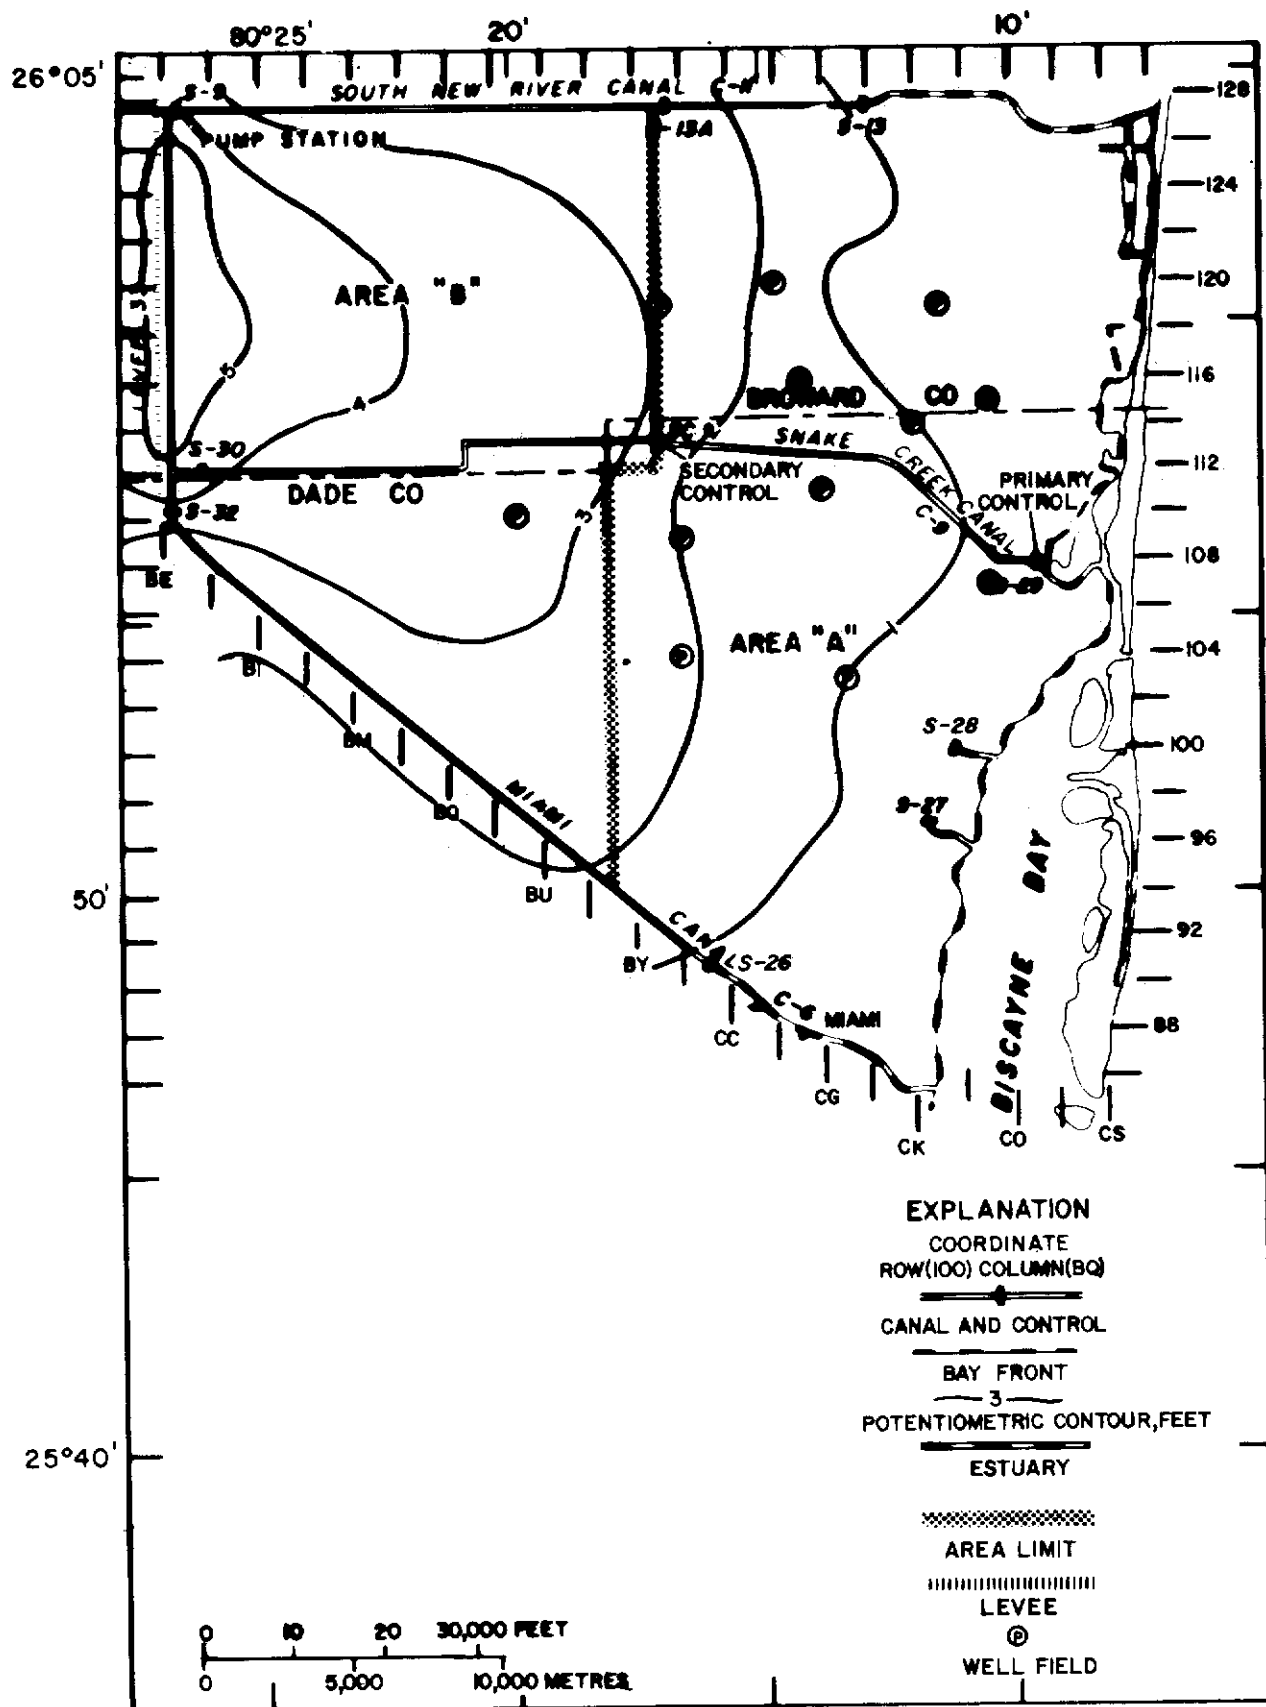 80°25'
20'
10'
26°05'
S-9
SOUTH NEW RIVER CANAL C-11
128
13A
S-13
PUMP STATION
124
120
AREA "B"
5
4
116
BROWARD CO
S-30
SNAKE CREEK CANAL
C-9
SECONDARY
CONTROL
PRIMARY
CONTROL
112
DADE CO
3
S-32
108
BE
AREA "A"
1
104
BI
S-28
100
BM
MIAMI CANAL
BQ
S-27
96
BU
50'
BISCAYNE BAY
92
BY
S-26
C-6
MIAMI
88
CC
CG
CK
CO
CS
EXPLANATION
COORDINATE
ROW(100) COLUMN(BQ)
CANAL AND CONTROL
BAY FRONT
3
POTENTIOMETRIC CONTOUR, FEET
25°40'
ESTUARY
AREA LIMIT
LEVEE
P
WELL FIELD
0 10 20 30,000 FEET
0 5,000 10,000 METRES